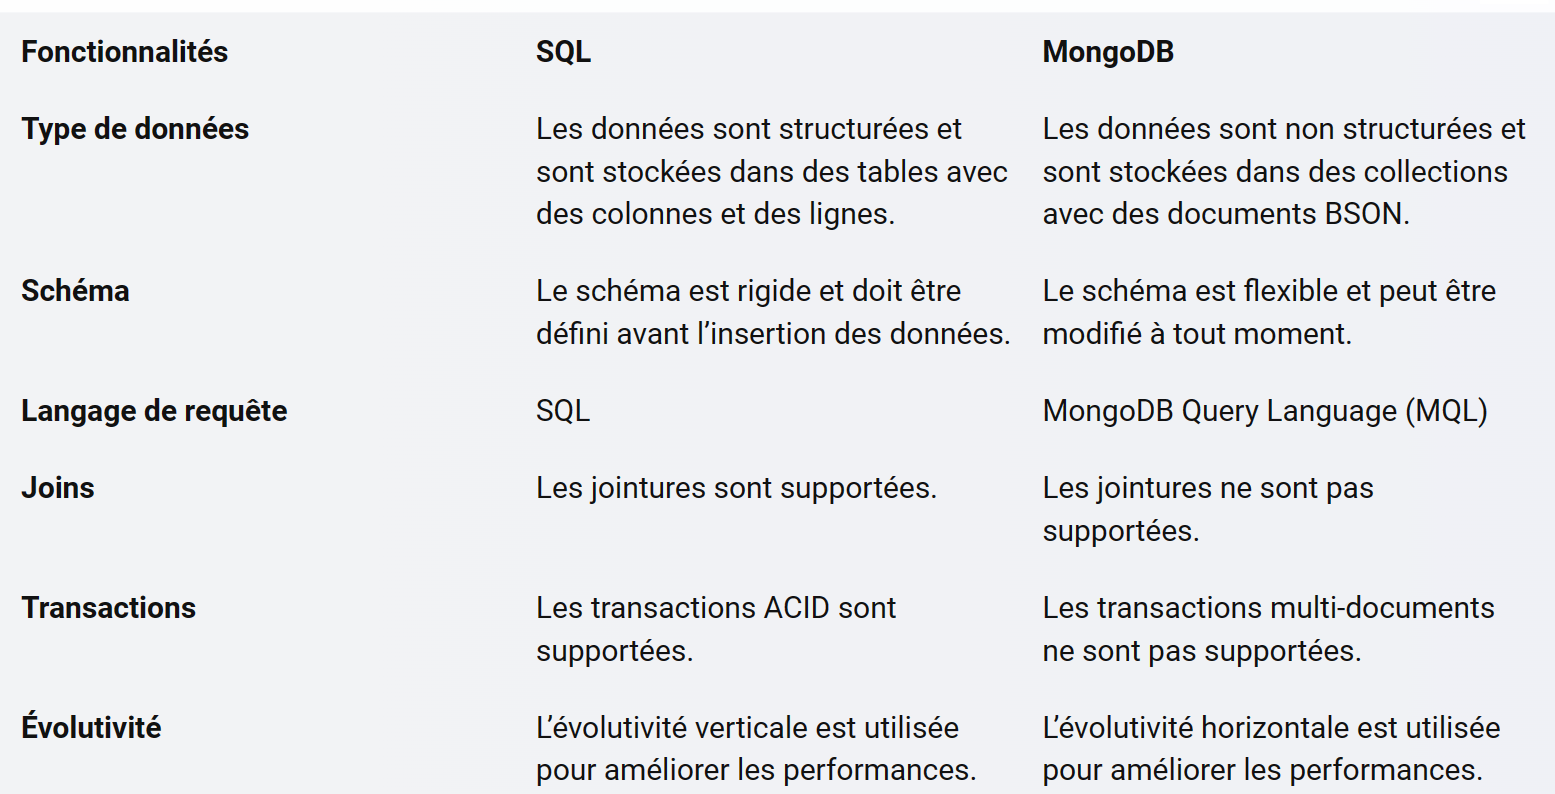 Fonctionnalités SQL MongoDB
Type de données Les données sont structurées et Les données sont non structurées et
sont stockées dans des tables avec sont stockées dans des collections
des colonnes et des lignes. avec des documents BSON.
Schéma Le schéma est rigide et doit être Le schéma est flexible et peut être
défini avant l’insertion des données. modifié à tout moment.
Langage de requête SQL MongoDB Query Language (MQL)
Joins Les jointures sont supportées. Les jointures ne sont pas
supportées.
Transactions Les transactions ACID sont Les transactions multi-documents
supportées. ne sont pas supportées.
Évolutivité L’évolutivité verticale est utilisée L’évolutivité horizontale est utilisée
pour améliorer les performances. pour améliorer les performances.